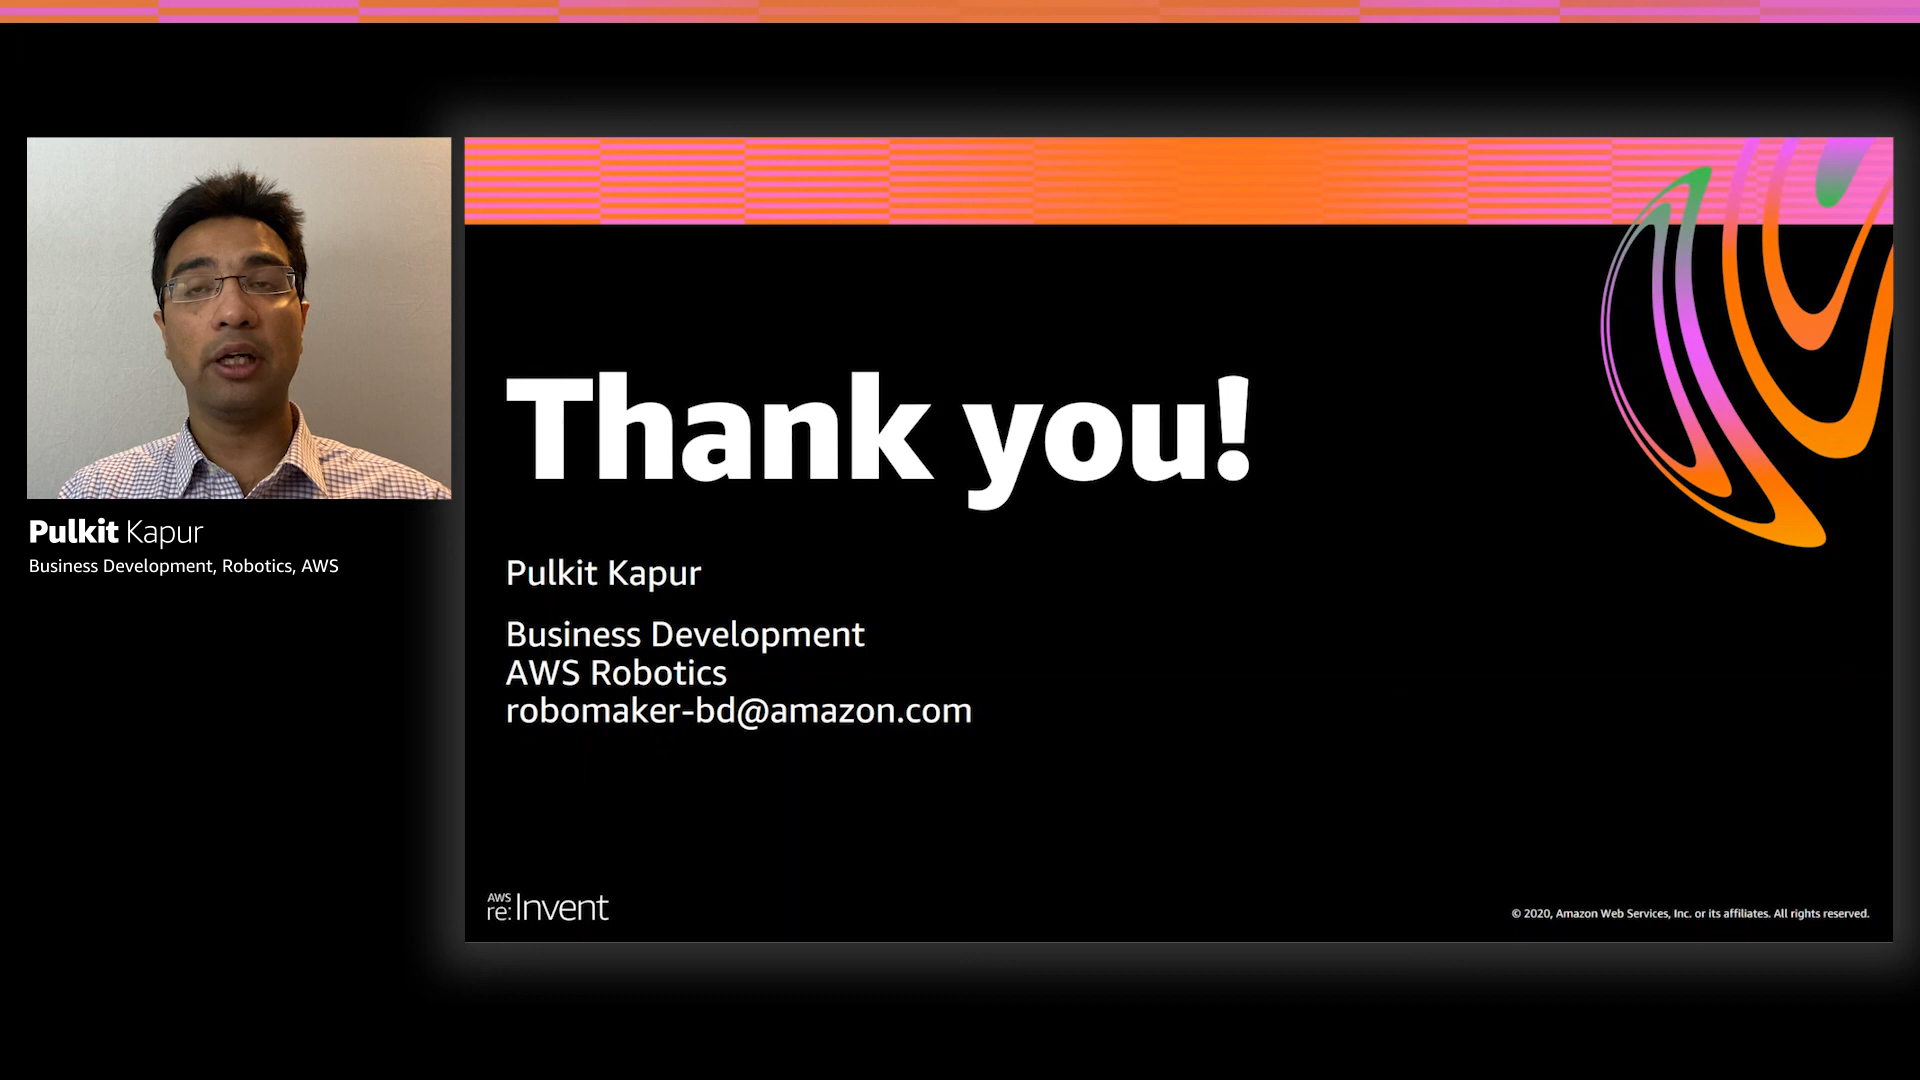 Pulkit Kapur
Business Development, Robotics, AWS
Thank you!
Pulkit Kapur
Business Development
AWS Robotics
robomaker-bd@amazon.com
AWS
re:Invent
© 2020, Amazon Web Services, Inc. or its affiliates. All rights reserved.